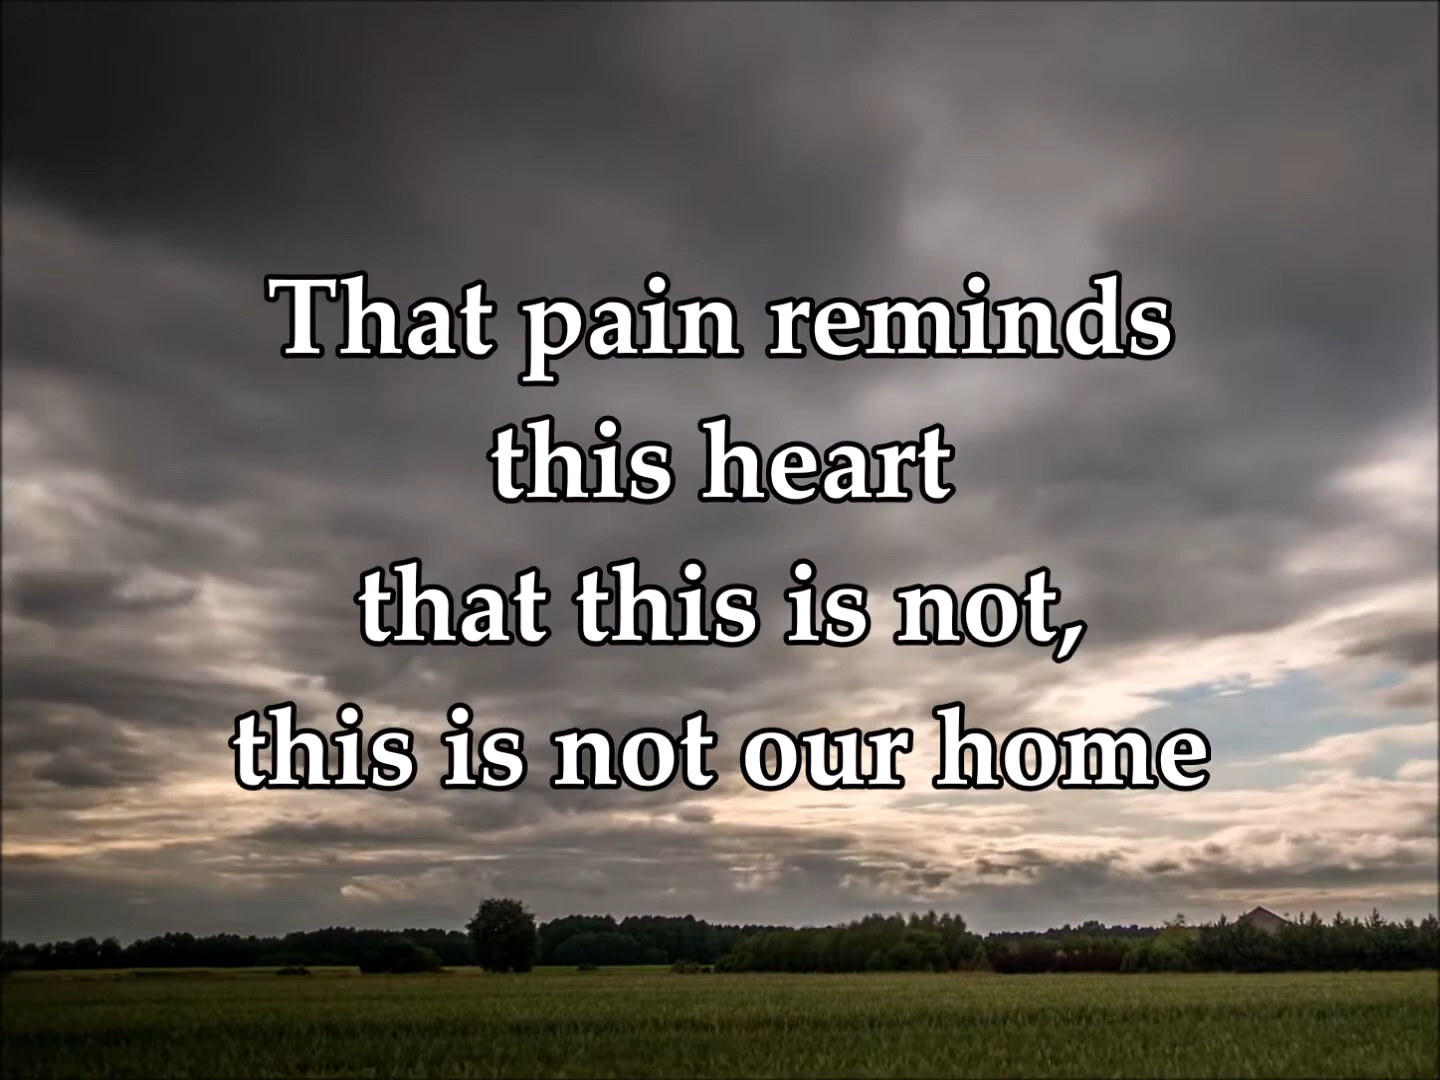 That pain reminds
this heart
that this is not,
this is not our home